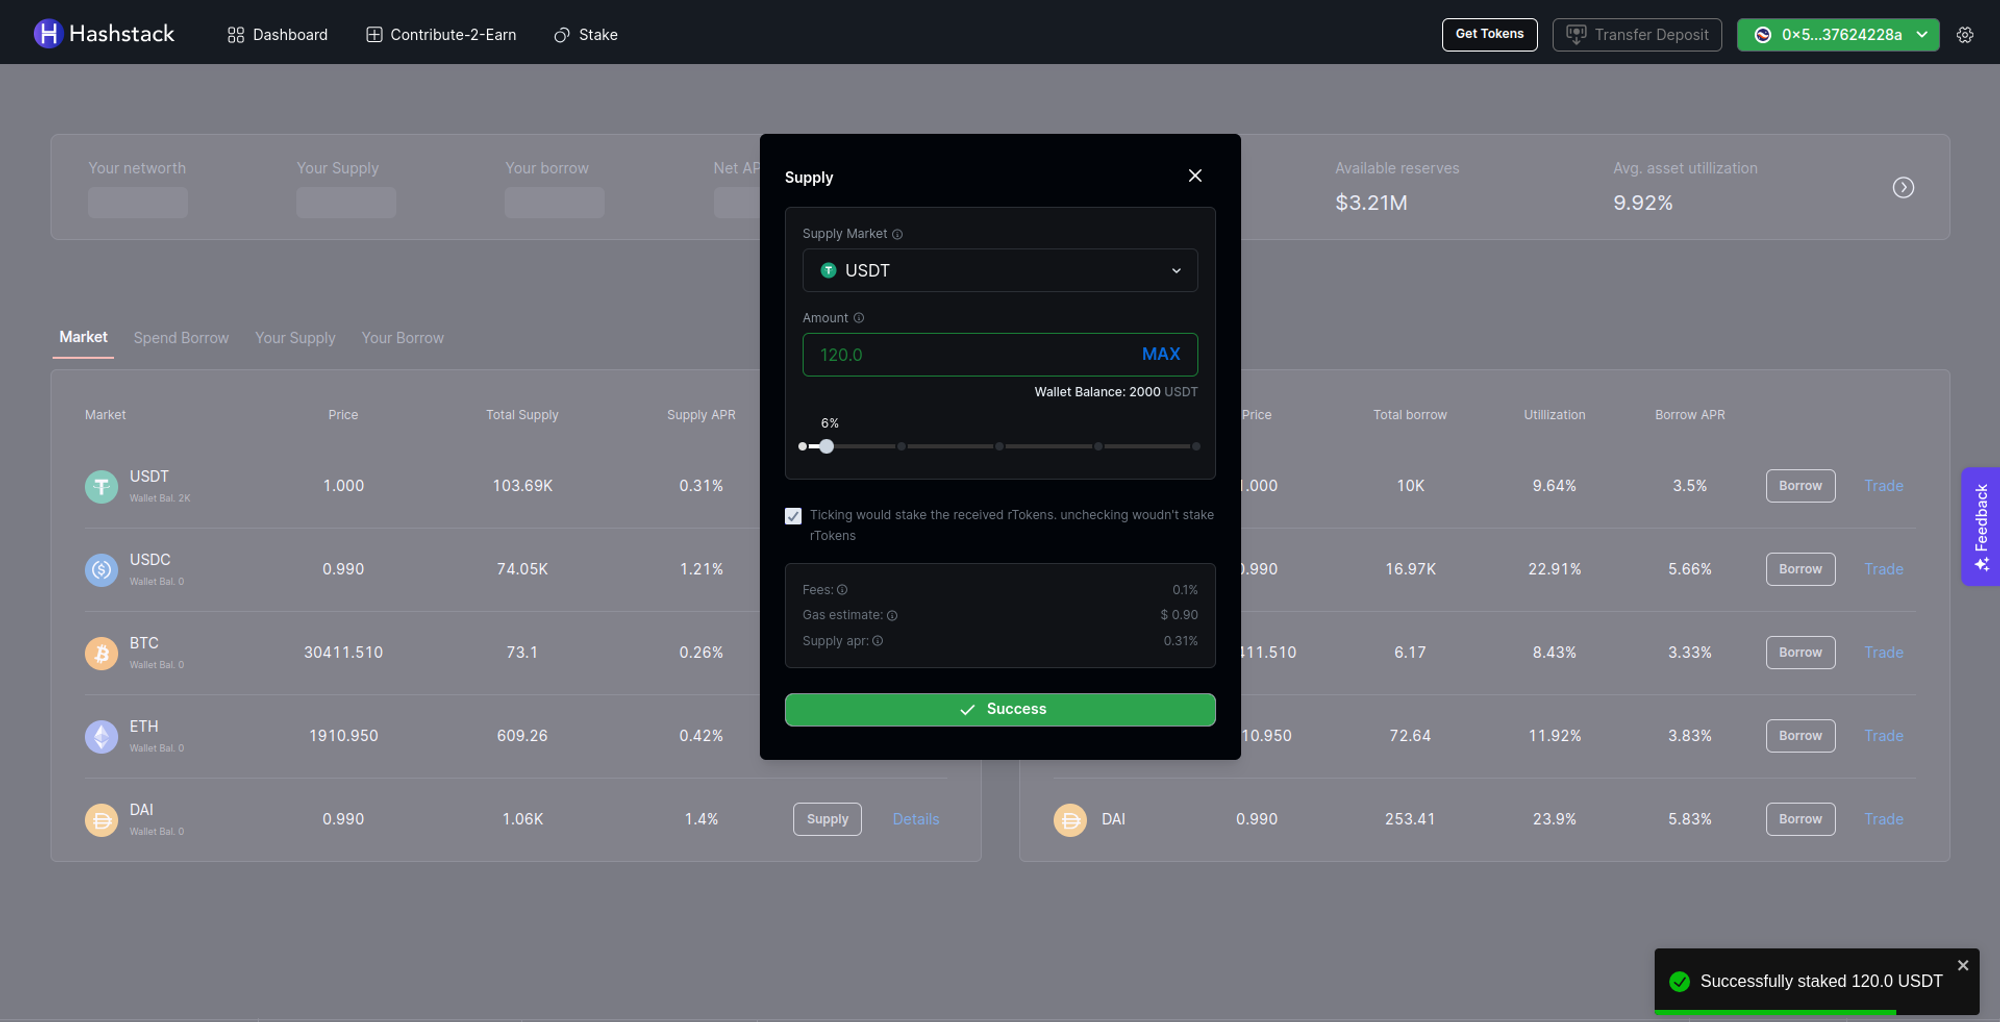 Hashstack
Dashboard
Contribute-2-Earn
Stake
Get Tokens
Transfer Deposit
0x5...37624228a
Your networth
Your Supply
Your borrow
Net AP
Available reserves
$3.21M
Avg. asset utillization
9.92%
Market
Spend Borrow
Your Supply
Your Borrow
Market Price Total Supply Supply APR
USDT 1.000 103.69K 0.31%
Wallet Bal. 2K
USDC 0.990 74.05K 1.21%
Wallet Bal. 0
BTC 30411.510 73.1 0.26%
Wallet Bal. 0
ETH 1910.950 609.26 0.42%
Wallet Bal. 0
DAI 0.990 1.06K 1.4% Supply Details
Wallet Bal. 0
Supply
Supply Market
USDT
Amount
120.0 MAX
Wallet Balance: 2000 USDT
6%
Ticking would stake the received rTokens. unchecking woudn't stake
rTokens
Fees: 0.1%
Gas estimate: $ 0.90
Supply apr: 0.31%
Success
Price Total borrow Utillization Borrow APR
.000 10K 9.64% 3.5% Borrow Trade
.990 16.97K 22.91% 5.66% Borrow Trade
411.510 6.17 8.43% 3.33% Borrow Trade
10.950 72.64 11.92% 3.83% Borrow Trade
DAI 0.990 253.41 23.9% 5.83% Borrow Trade
Feedback
Successfully staked 120.0 USDT